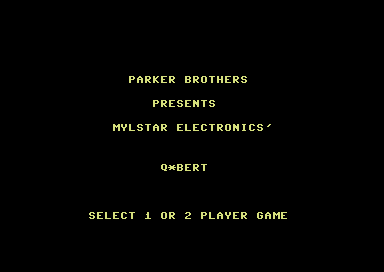 PARKER BROTHERS
PRESENTS
MYLSTAR ELECTRONICS'
Q*BERT
SELECT 1 OR 2 PLAYER GAME